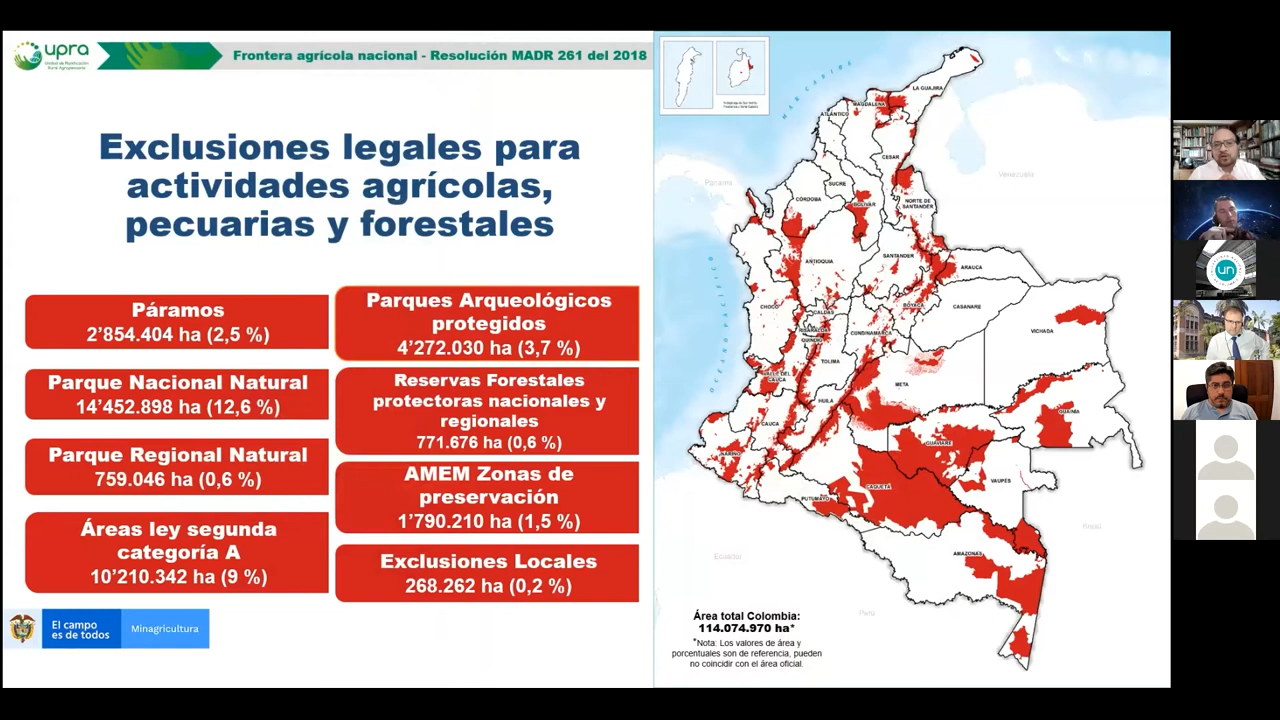 upra
Unidad de Planificación
Rural Agropecuaria
Frontera agrícola nacional - Resolución MADR 261 del 2018
Exclusiones legales para
actividades agrícolas,
pecuarias y forestales
Páramos
2’854.404 ha (2,5 %)
Parque Nacional Natural
14’452.898 ha (12,6 %)
Parque Regional Natural
759.046 ha (0,6 %)
Áreas ley segunda
categoría A
10’210.342 ha (9 %)
Parques Arqueológicos
protegidos
4’272.030 ha (3,7 %)
Reservas Forestales
protectoras nacionales y
regionales
771.676 ha (0,6 %)
AMEM Zonas de
preservación
1’790.210 ha (1,5 %)
Exclusiones Locales
268.262 ha (0,2 %)
El campo
es de todos
Minagricultura
MAR CARIBE
OCÉANO PACÍFICO
Panamá
Venezuela
Brasil
Ecuador
Perú
LA GUAJIRA
MAGDALENA
ATLÁNTICO
CESAR
SUCRE
CÓRDOBA
BOLÍVAR
NORTE DE
SANTANDER
ANTIOQUIA
SANTANDER
ARAUCA
CHOCÓ
CALDAS
BOYACÁ
CASANARE
RISARALDA
QUINDÍO
CUNDINAMARCA
VICHADA
TOLIMA
VALLE DEL
CAUCA
META
HUILA
CAUCA
GUAINÍA
GUAVIARE
NARIÑO
VAUPÉS
CAQUETÁ
PUTUMAYO
AMAZONAS
Área total Colombia:
114.074.970 ha*
*Nota: Los valores de área y
porcentuales son de referencia, pueden
no coincidir con el área oficial.
un